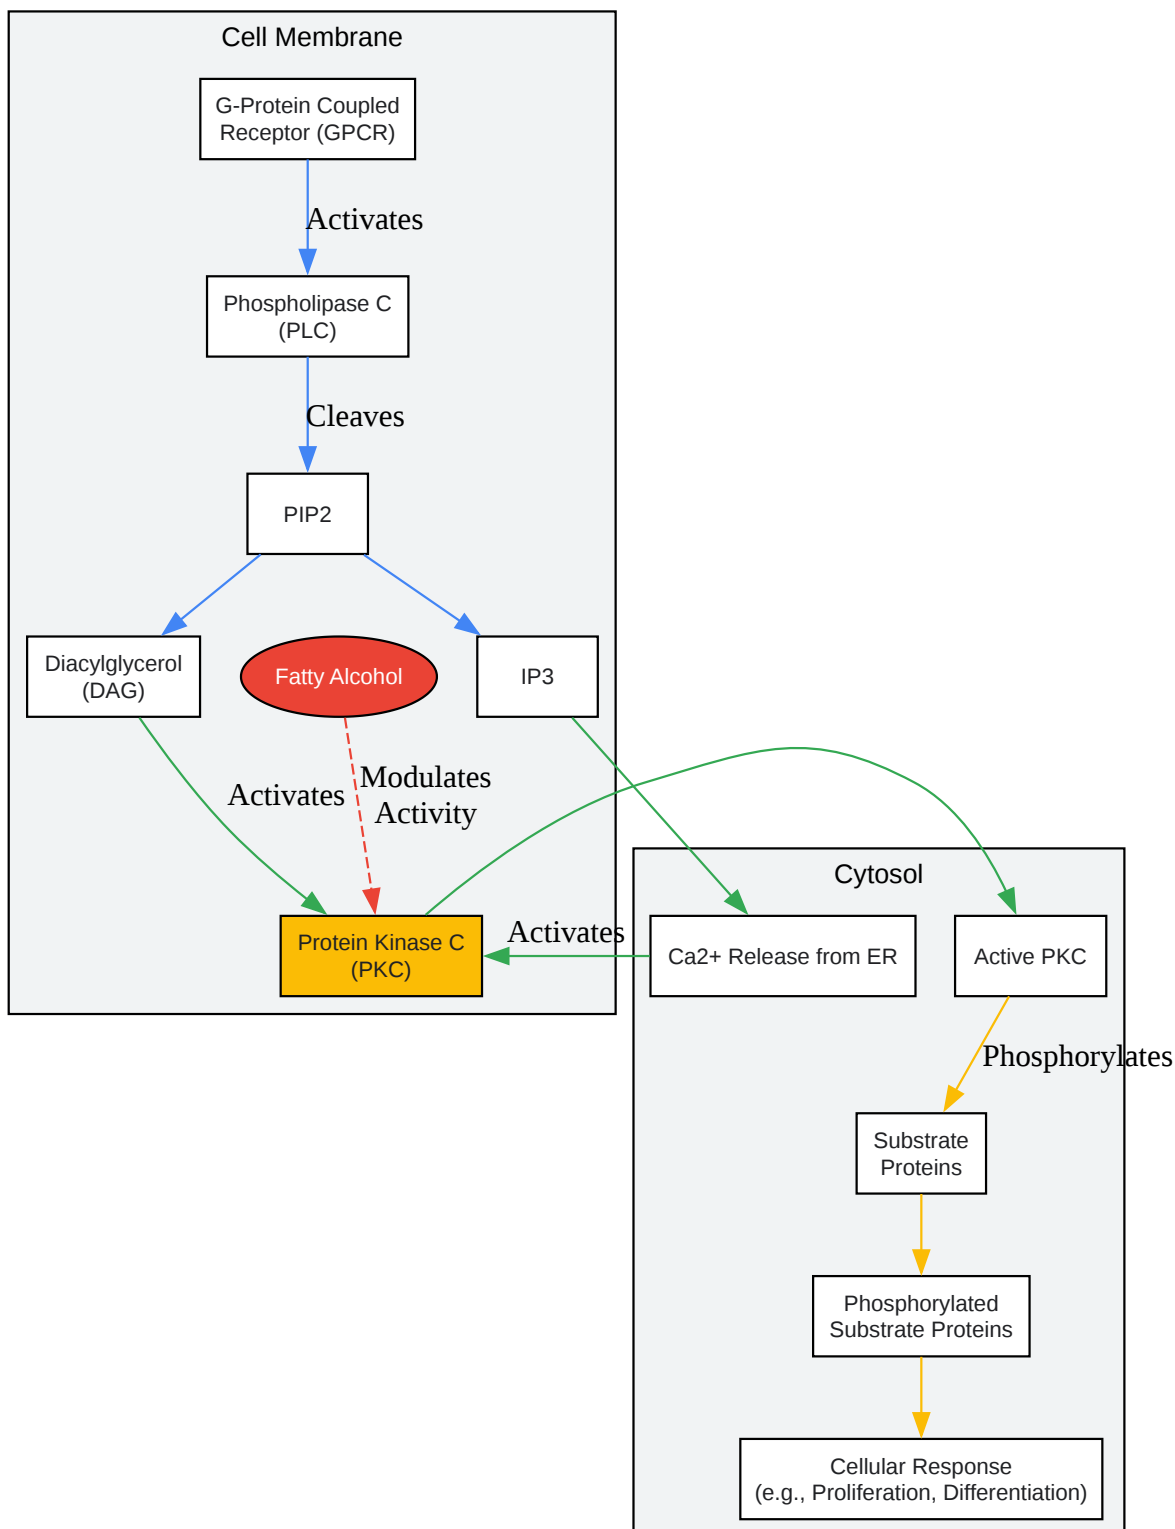 Cell Membrane
G-Protein Coupled
Receptor (GPCR)
Activates
Phospholipase C
(PLC)
Cleaves
PIP2
Diacylglycerol
(DAG)
Fatty Alcohol
IP3
Activates
Modulates
Activity
Cytosol
Protein Kinase C
(PKC)
Activates
Ca2+ Release from ER
Active PKC
Phosphorylates
Substrate
Proteins
Phosphorylated
Substrate Proteins
Cellular Response
(e.g., Proliferation, Differentiation)